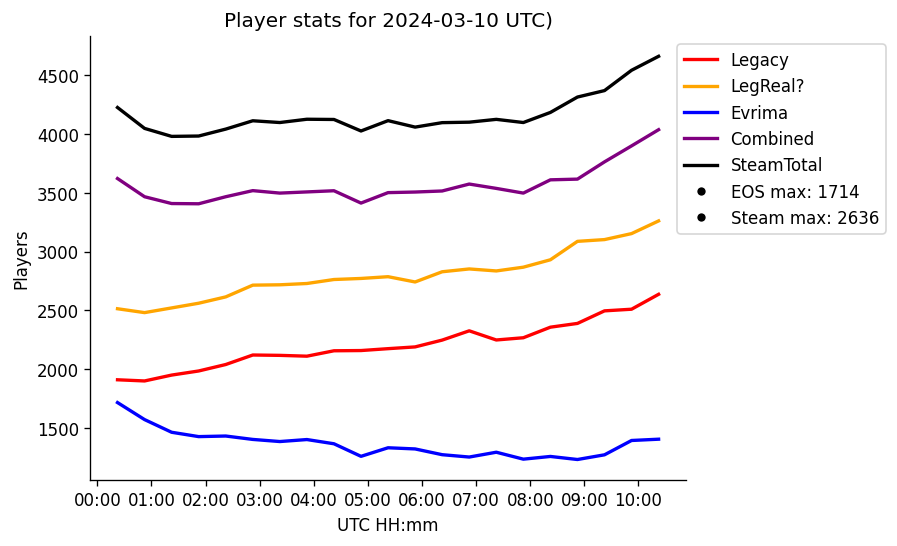 Player stats for 2024-03-10 UTC)
Players
4500
4000
3500
3000
2500
2000
1500
00:00 01:00 02:00 03:00 04:00 05:00 06:00 07:00 08:00 09:00 10:00
UTC HH:mm
Legacy
LegReal?
Evrima
Combined
SteamTotal
EOS max: 1714
Steam max: 2636